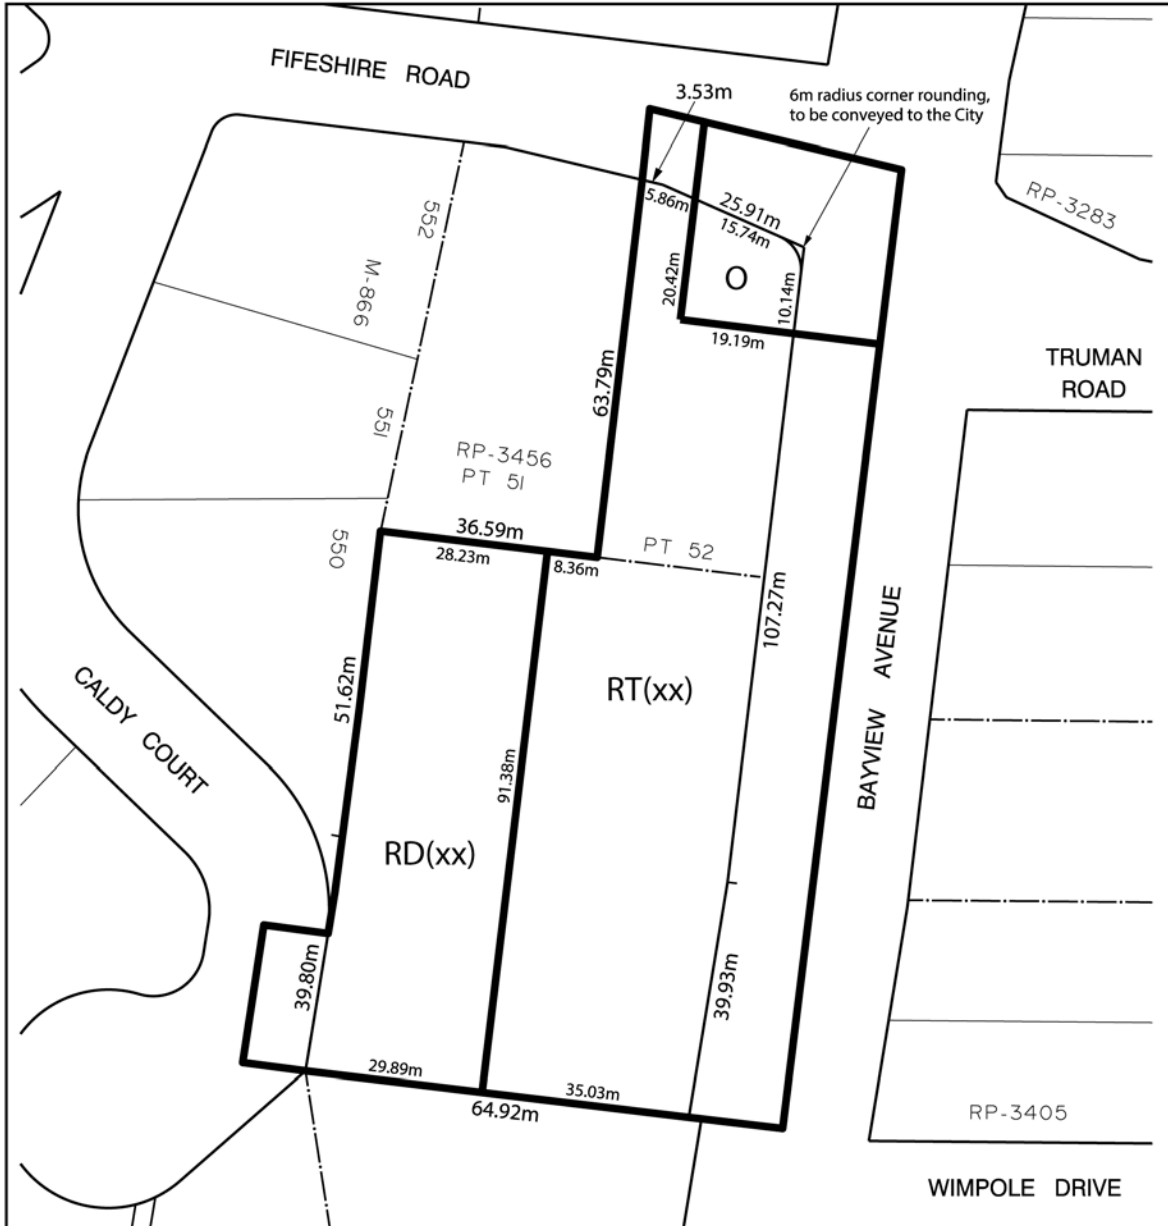 FIFESHIRE ROAD
3.53m
6m radius corner rounding,
to be conveyed to the City
RP-3283
552
5.86m
25.91m
15.74m
M-866
20.42m
O
10.14m
19.19m
TRUMAN
ROAD
63.79m
551
RP-3456
PT 51
36.59m
28.23m
8.36m
PT 52
550
107.27m
BAYVIEW AVENUE
51.62m
RT(xx)
CALDY COURT
91.38m
RD(xx)
39.80m
39.93m
29.89m
35.03m
64.92m
RP-3405
WIMPOLE DRIVE